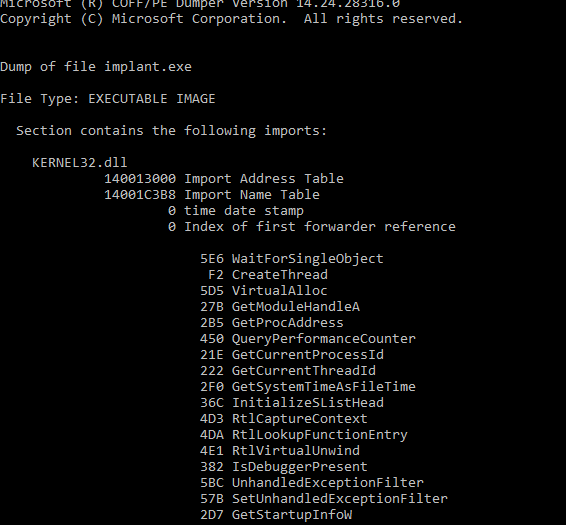 Microsoft (R) COFF/PE Dumper Version 14.24.28316.0
Copyright (C) Microsoft Corporation.  All rights reserved.
Dump of file implant.exe
File Type: EXECUTABLE IMAGE
Section contains the following imports:
KERNEL32.dll
140013000 Import Address Table
14001C3B8 Import Name Table
0 time date stamp
0 Index of first forwarder reference
5E6 WaitForSingleObject
F2 CreateThread
5D5 VirtualAlloc
27B GetModuleHandleA
2B5 GetProcAddress
450 QueryPerformanceCounter
21E GetCurrentProcessId
222 GetCurrentThreadId
2F0 GetSystemTimeAsFileTime
36C InitializeSListHead
4D3 RtlCaptureContext
4DA RtlLookupFunctionEntry
4E1 RtlVirtualUnwind
382 IsDebuggerPresent
5BC UnhandledExceptionFilter
57B SetUnhandledExceptionFilter
2D7 GetStartupInfoW